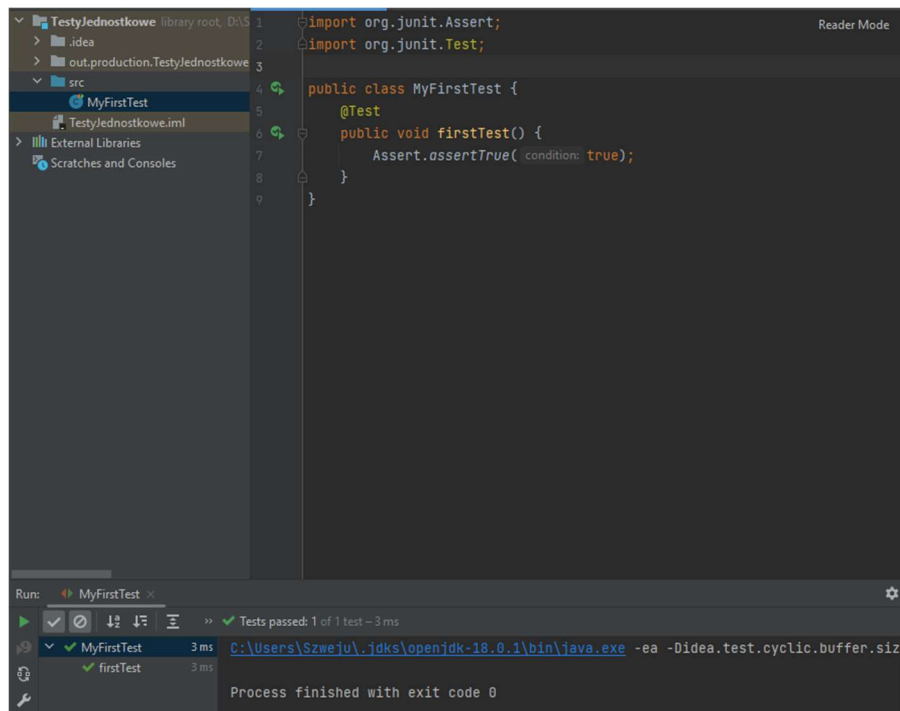 TestyJednostkowe library root, D:\S
.idea
out.production.TestyJednostkowe
src
MyFirstTest
TestyJednostkowe.iml
External Libraries
Scratches and Consoles
Reader Mode
1 import org.junit.Assert;
2 import org.junit.Test;
3
4 public class MyFirstTest {
5 @Test
6 public void firstTest() {
7 Assert.assertTrue( condition: true);
8 }
9 }
Run: MyFirstTest
Tests passed: 1 of 1 test – 3 ms
MyFirstTest 3 ms
firstTest 3 ms
C:\Users\Szweju\.jdks\openjdk-18.0.1\bin\java.exe -ea -Didea.test.cyclic.buffer.siz
Process finished with exit code 0